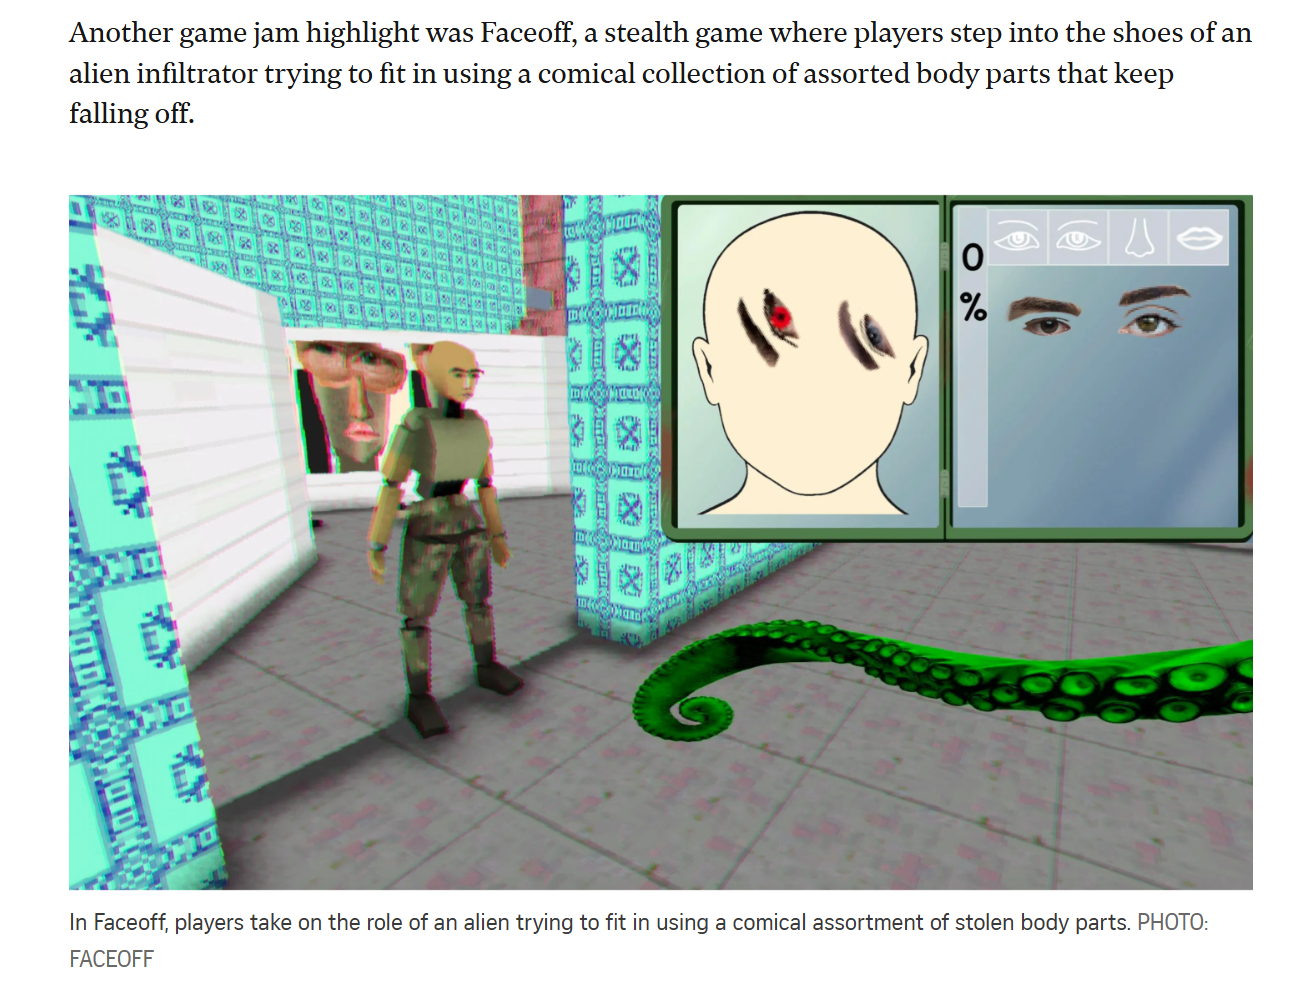 Another game jam highlight was Faceoff, a stealth game where players step into the shoes of an
alien infiltrator trying to fit in using a comical collection of assorted body parts that keep
falling off.
0
%
In Faceoff, players take on the role of an alien trying to fit in using a comical assortment of stolen body parts. PHOTO:
FACEOFF